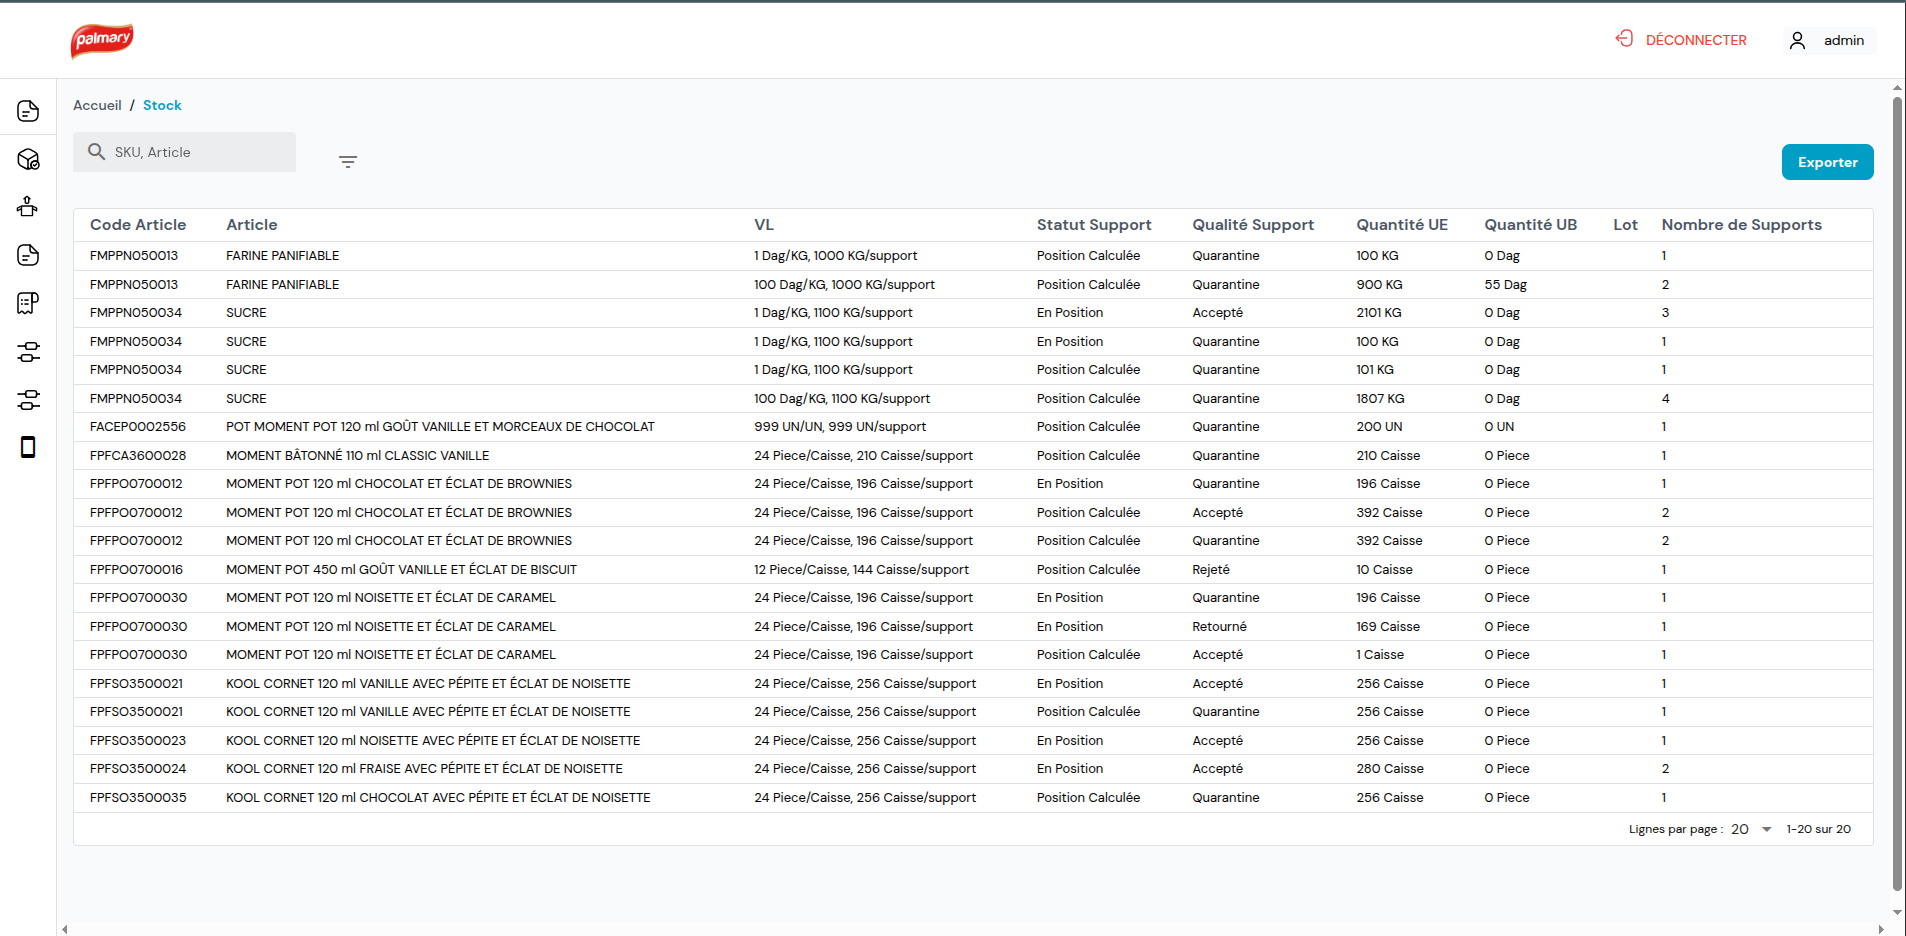 palmary
DÉCONNECTER admin
Accueil / Stock
SKU, Article
Exporter
Code Article Article VL Statut Support Qualité Support Quantité UE Quantité UB Lot Nombre de Supports
FMPPN050013 FARINE PANIFIABLE 1 Dag/KG, 1000 KG/support Position Calculée Quarantine 100 KG 0 Dag 1
FMPPN050013 FARINE PANIFIABLE 100 Dag/KG, 1000 KG/support Position Calculée Quarantine 900 KG 55 Dag 2
FMPPN050034 SUCRE 1 Dag/KG, 1100 KG/support En Position Accepté 2101 KG 0 Dag 3
FMPPN050034 SUCRE 1 Dag/KG, 1100 KG/support En Position Quarantine 100 KG 0 Dag 1
FMPPN050034 SUCRE 1 Dag/KG, 1100 KG/support Position Calculée Quarantine 101 KG 0 Dag 1
FMPPN050034 SUCRE 100 Dag/KG, 1100 KG/support Position Calculée Quarantine 1807 KG 0 Dag 4
FACEP0002556 POT MOMENT POT 120 ml GOÛT VANILLE ET MORCEAUX DE CHOCOLAT 999 UN/UN, 999 UN/support Position Calculée Quarantine 200 UN 0 UN 1
FPFCA3600028 MOMENT BÂTONNÉ 110 ml CLASSIC VANILLE 24 Piece/Caisse, 210 Caisse/support Position Calculée Quarantine 210 Caisse 0 Piece 1
FPFPO0700012 MOMENT POT 120 ml CHOCOLAT ET ÉCLAT DE BROWNIES 24 Piece/Caisse, 196 Caisse/support En Position Quarantine 196 Caisse 0 Piece 1
FPFPO0700012 MOMENT POT 120 ml CHOCOLAT ET ÉCLAT DE BROWNIES 24 Piece/Caisse, 196 Caisse/support Position Calculée Accepté 392 Caisse 0 Piece 2
FPFPO0700012 MOMENT POT 120 ml CHOCOLAT ET ÉCLAT DE BROWNIES 24 Piece/Caisse, 196 Caisse/support Position Calculée Quarantine 392 Caisse 0 Piece 2
FPFPO0700016 MOMENT POT 450 ml GOÛT VANILLE ET ÉCLAT DE BISCUIT 12 Piece/Caisse, 144 Caisse/support Position Calculée Rejeté 10 Caisse 0 Piece 1
FPFPO0700030 MOMENT POT 120 ml NOISETTE ET ÉCLAT DE CARAMEL 24 Piece/Caisse, 196 Caisse/support En Position Quarantine 196 Caisse 0 Piece 1
FPFPO0700030 MOMENT POT 120 ml NOISETTE ET ÉCLAT DE CARAMEL 24 Piece/Caisse, 196 Caisse/support En Position Retourné 169 Caisse 0 Piece 1
FPFPO0700030 MOMENT POT 120 ml NOISETTE ET ÉCLAT DE CARAMEL 24 Piece/Caisse, 196 Caisse/support Position Calculée Accepté 1 Caisse 0 Piece 1
FPFSO3500021 KOOL CORNET 120 ml VANILLE AVEC PÉPITE ET ÉCLAT DE NOISETTE 24 Piece/Caisse, 256 Caisse/support En Position Accepté 256 Caisse 0 Piece 1
FPFSO3500021 KOOL CORNET 120 ml VANILLE AVEC PÉPITE ET ÉCLAT DE NOISETTE 24 Piece/Caisse, 256 Caisse/support Position Calculée Quarantine 256 Caisse 0 Piece 1
FPFSO3500023 KOOL CORNET 120 ml NOISETTE AVEC PÉPITE ET ÉCLAT DE NOISETTE 24 Piece/Caisse, 256 Caisse/support En Position Accepté 256 Caisse 0 Piece 1
FPFSO3500024 KOOL CORNET 120 ml FRAISE AVEC PÉPITE ET ÉCLAT DE NOISETTE 24 Piece/Caisse, 256 Caisse/support En Position Accepté 280 Caisse 0 Piece 2
FPFSO3500035 KOOL CORNET 120 ml CHOCOLAT AVEC PÉPITE ET ÉCLAT DE NOISETTE 24 Piece/Caisse, 256 Caisse/support Position Calculée Quarantine 256 Caisse 0 Piece 1
Lignes par page : 20 1-20 sur 20